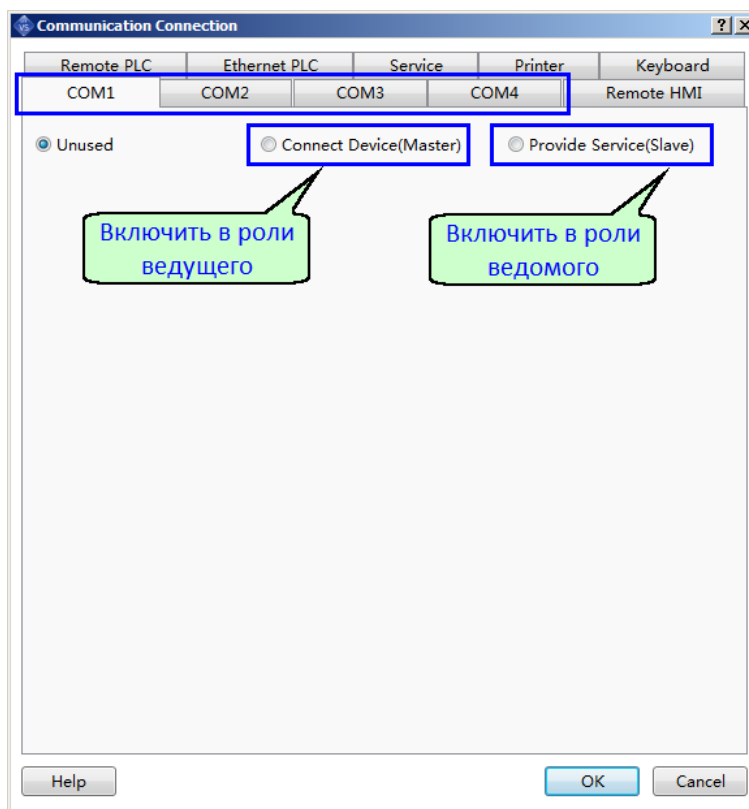 Communication Connection
Remote PLC Ethernet PLC Service Printer Keyboard
COM1 COM2 COM3 COM4 Remote HMI
Unused Connect Device(Master) Provide Service(Slave)
Включить в роли
ведущего
Включить в роли
ведомого
Help OK Cancel